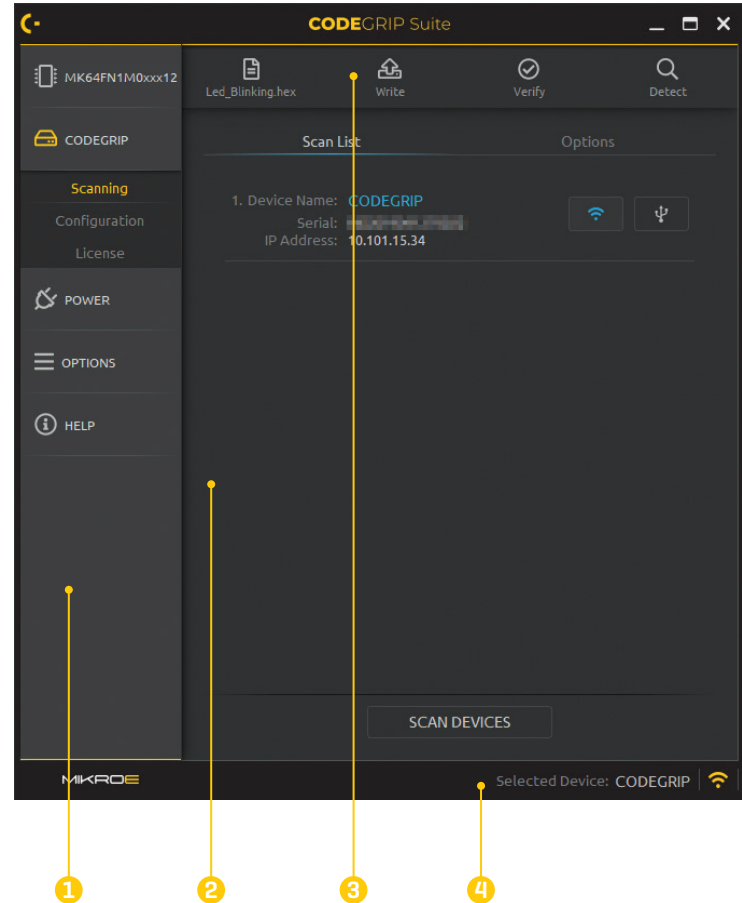 CODEGRIP Suite
MK64FN1M0xxx12
CODEGRIP
Scanning
Configuration
License
POWER
OPTIONS
HELP
Led_Blinking.hex
Write
Verify
Detect
Scan List
Options
1. Device Name: CODEGRIP
Serial:
IP Address: 10.101.15.34
SCAN DEVICES
MIKROE
Selected Device: CODEGRIP
1
2
3
4